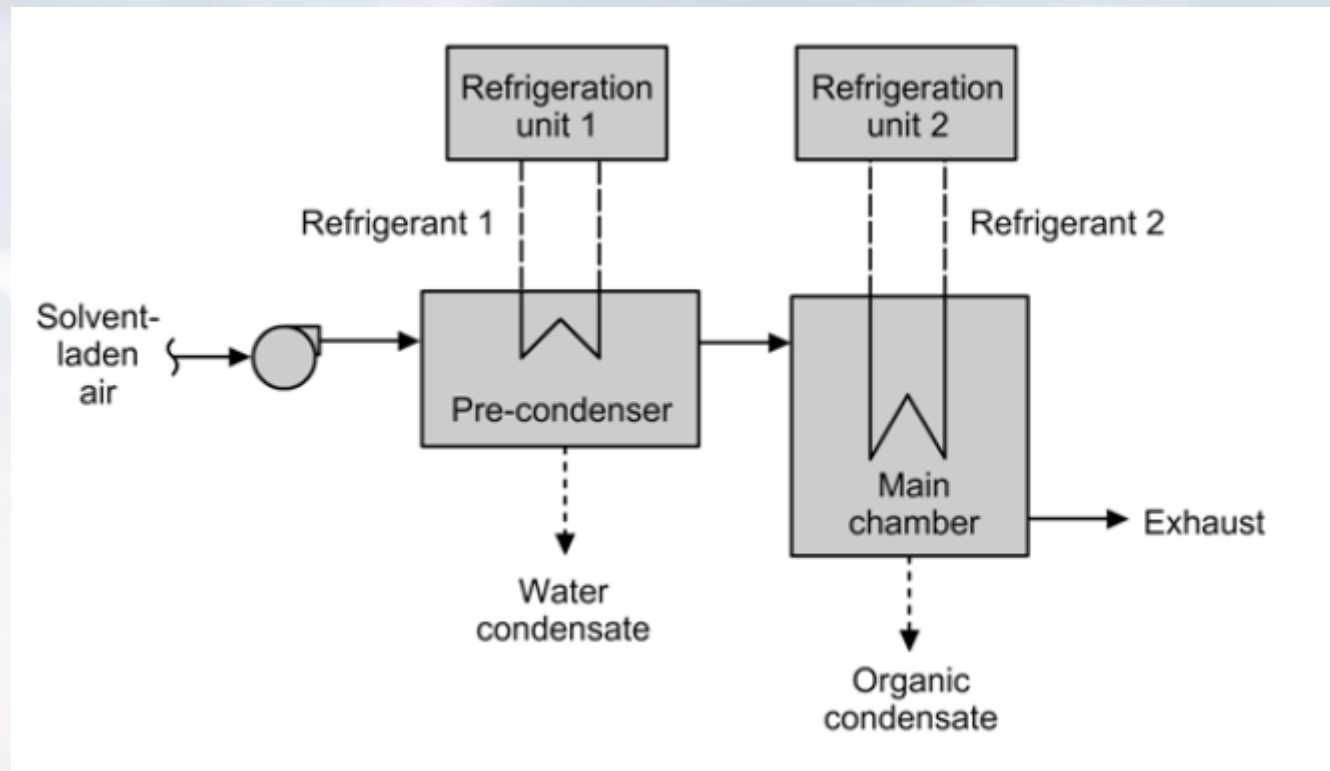 Refrigeration
unit 1
Refrigeration
unit 2
Refrigerant 1
Refrigerant 2
Solvent-
laden
air
Pre-condenser
Main
chamber
Exhaust
Water
condensate
Organic
condensate